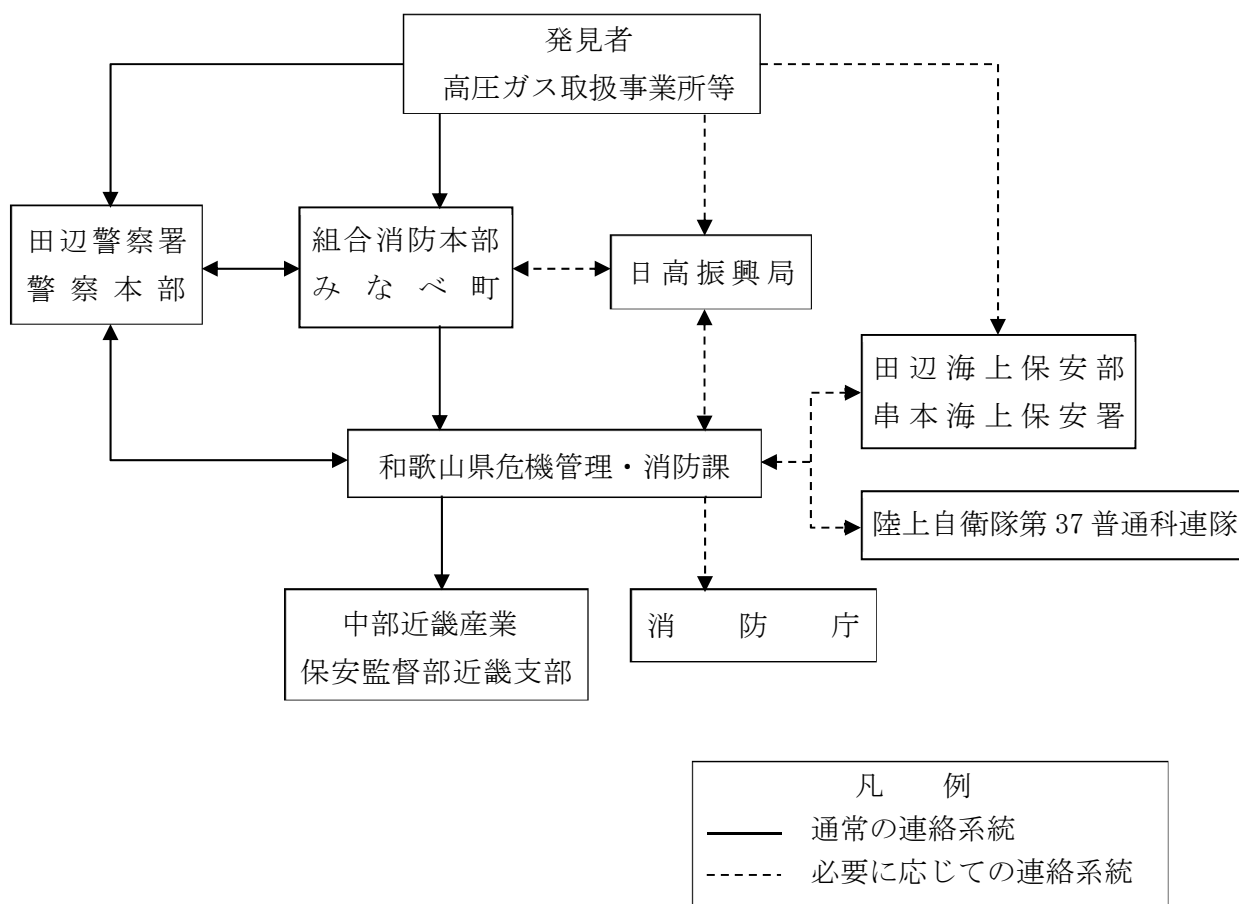 発見者
高圧ガス取扱事業所等
田辺警察署
警察本部
組合消防本部
みなべ町
日高振興局
田辺海上保安部
串本海上保安署
和歌山県危機管理・消防課
陸上自衛隊第37普通科連隊
中部近畿産業
保安監督部近畿支部
消防庁
凡例
通常の連絡系統
必要に応じての連絡系統